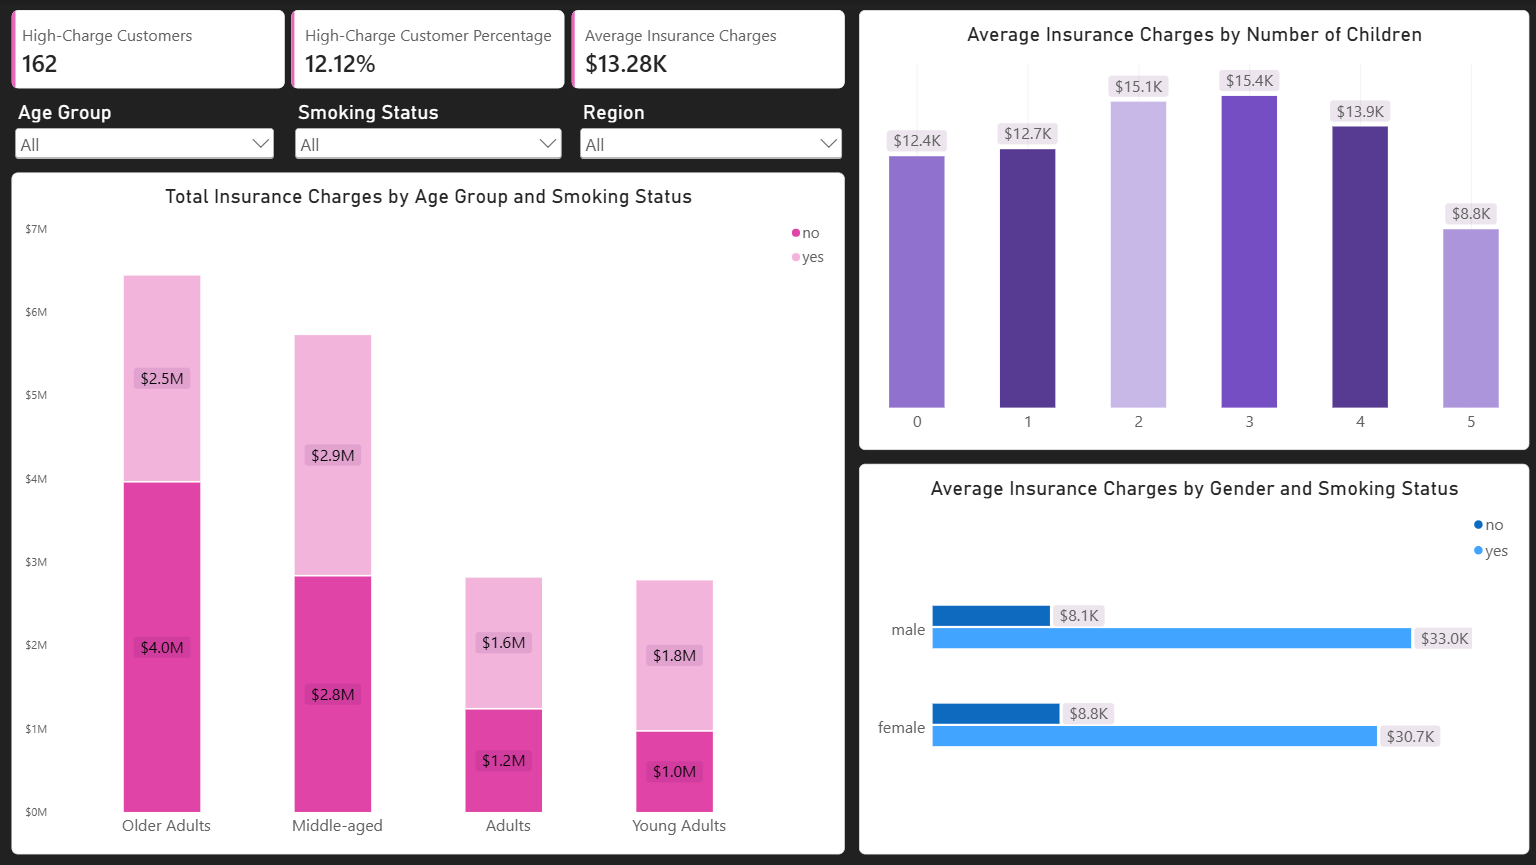 High-Charge Customers
162
High-Charge Customer Percentage
12.12%
Average Insurance Charges
$13.28K
Age Group
All
Smoking Status
All
Region
All
Total Insurance Charges by Age Group and Smoking Status
no
yes
$7M
$6M
$5M
$4M
$3M
$2M
$1M
$0M
$2.5M
$4.0M
$2.9M
$2.8M
$1.6M
$1.2M
$1.8M
$1.0M
Older Adults
Middle-aged
Adults
Young Adults
Average Insurance Charges by Number of Children
$12.4K
$12.7K
$15.1K
$15.4K
$13.9K
$8.8K
0
1
2
3
4
5
Average Insurance Charges by Gender and Smoking Status
no
yes
male
$8.1K
$33.0K
female
$8.8K
$30.7K